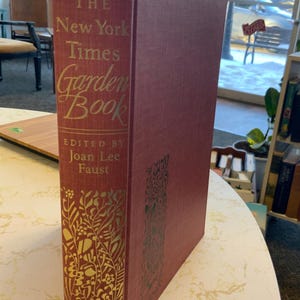 THE
New York
Times
Garden
Book
EDITED BY
Joan Lee
Faust